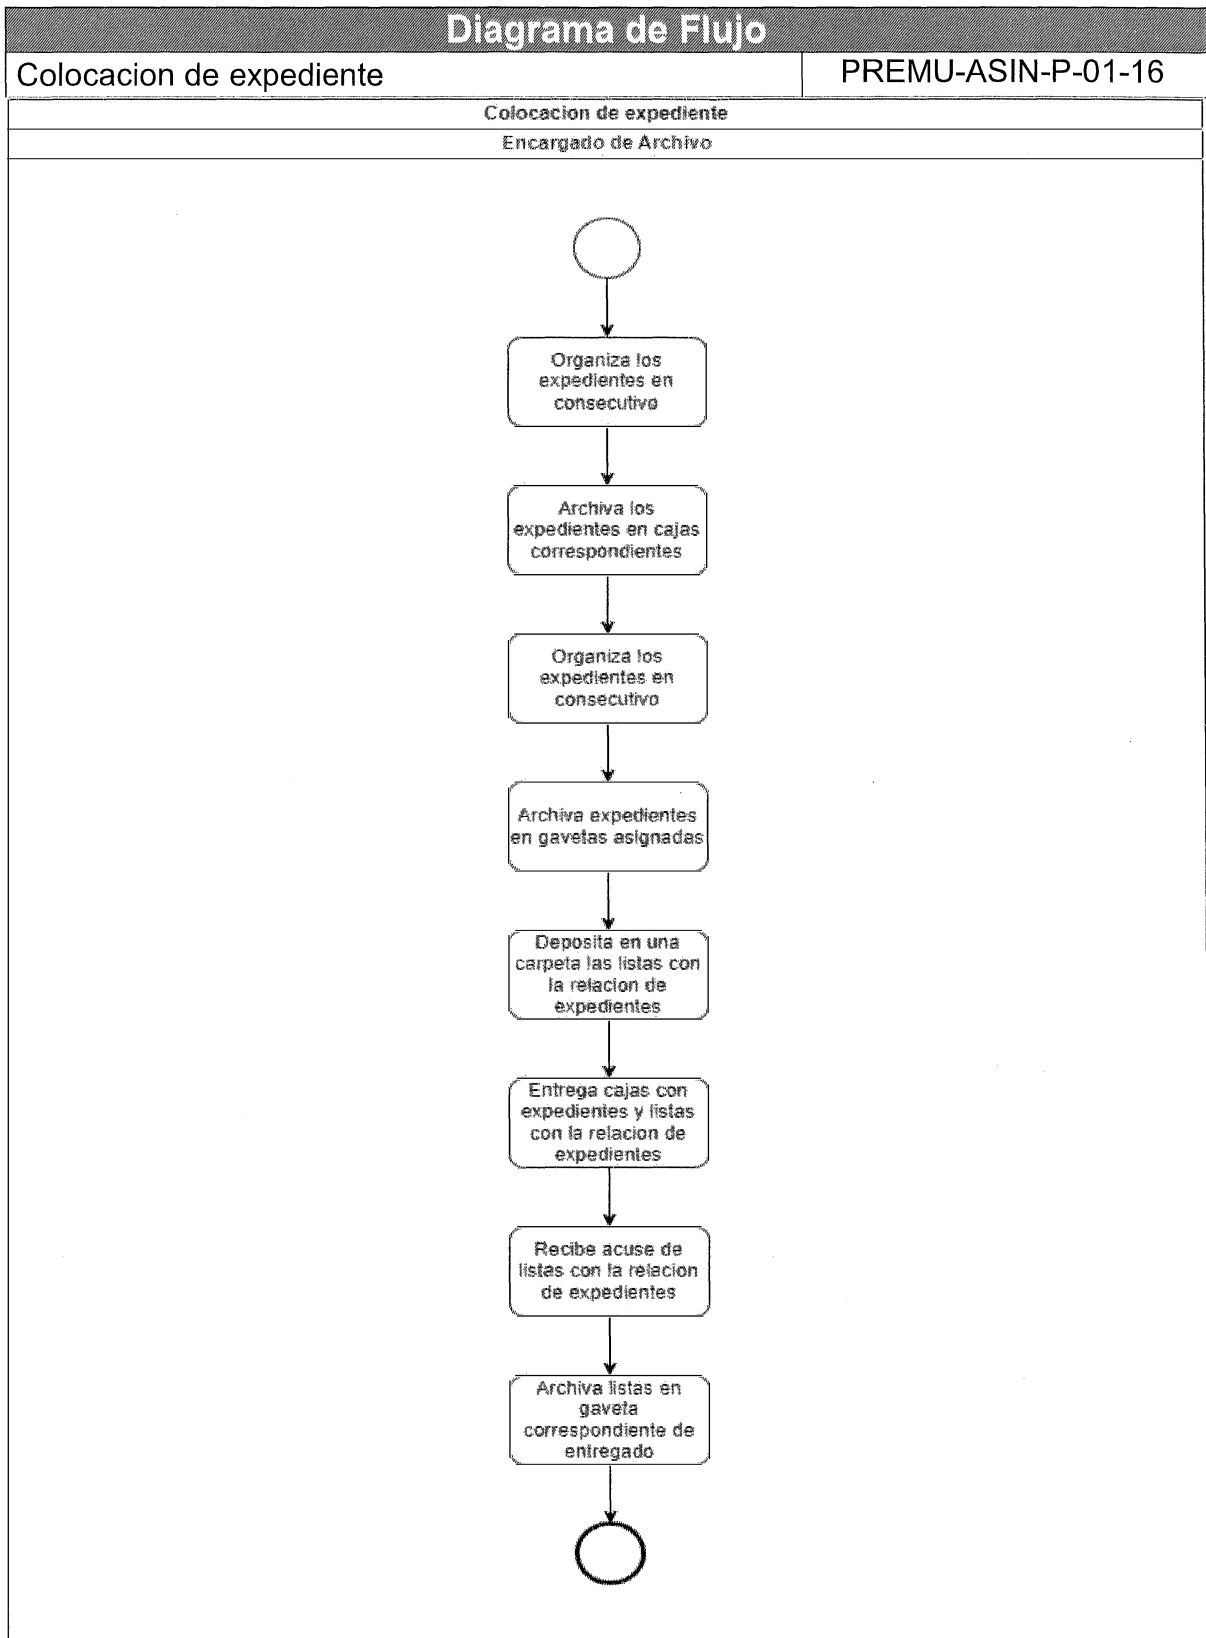 Diagrama de Flujo
Colocacion de expediente
PREMU-ASIN-P-01-16
Colocacion de expediente
Encargado de Archivo
Organiza los
expedientes en
consecutivo
Archiva los
expedientes en cajas
correspondientes
Organiza los
expedientes en
consecutivo
Archiva expedientes
en gavetas asignadas
Deposita en una
carpeta las listas con
la relacion de
expedientes
Entrega cajas con
expedientes y listas
con la relacion de
expedientes
Recibe acuse de
listas con la relacion
de expedientes
Archiva listas en
gaveta
correspondiente de
entregado